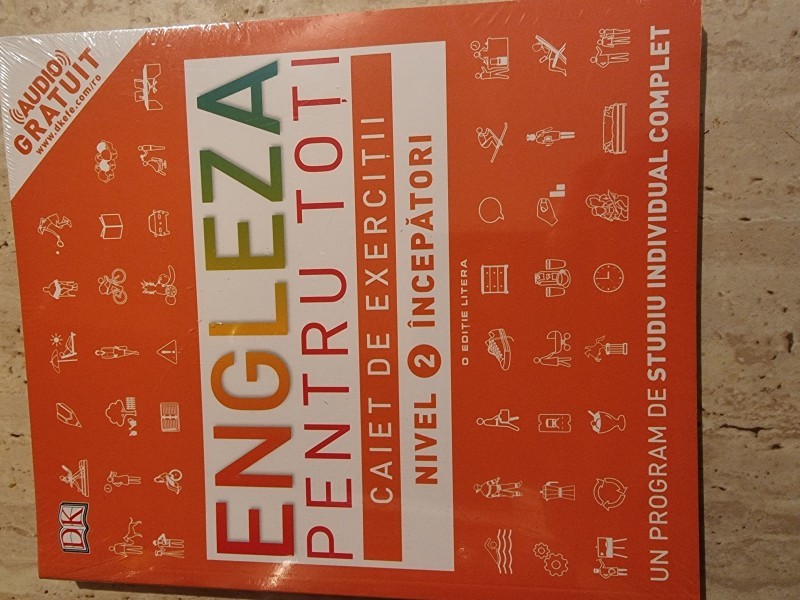 ((AUDIO))
GRATUIT
www.dkefe.com/ro
ENGLEZA
PENTRU TOȚI
CAIET DE EXERCIȚII
NIVEL 2 ÎNCEPĂTORI
O EDIȚIE LITERA
UN PROGRAM DE STUDIU INDIVIDUAL COMPLET
DK